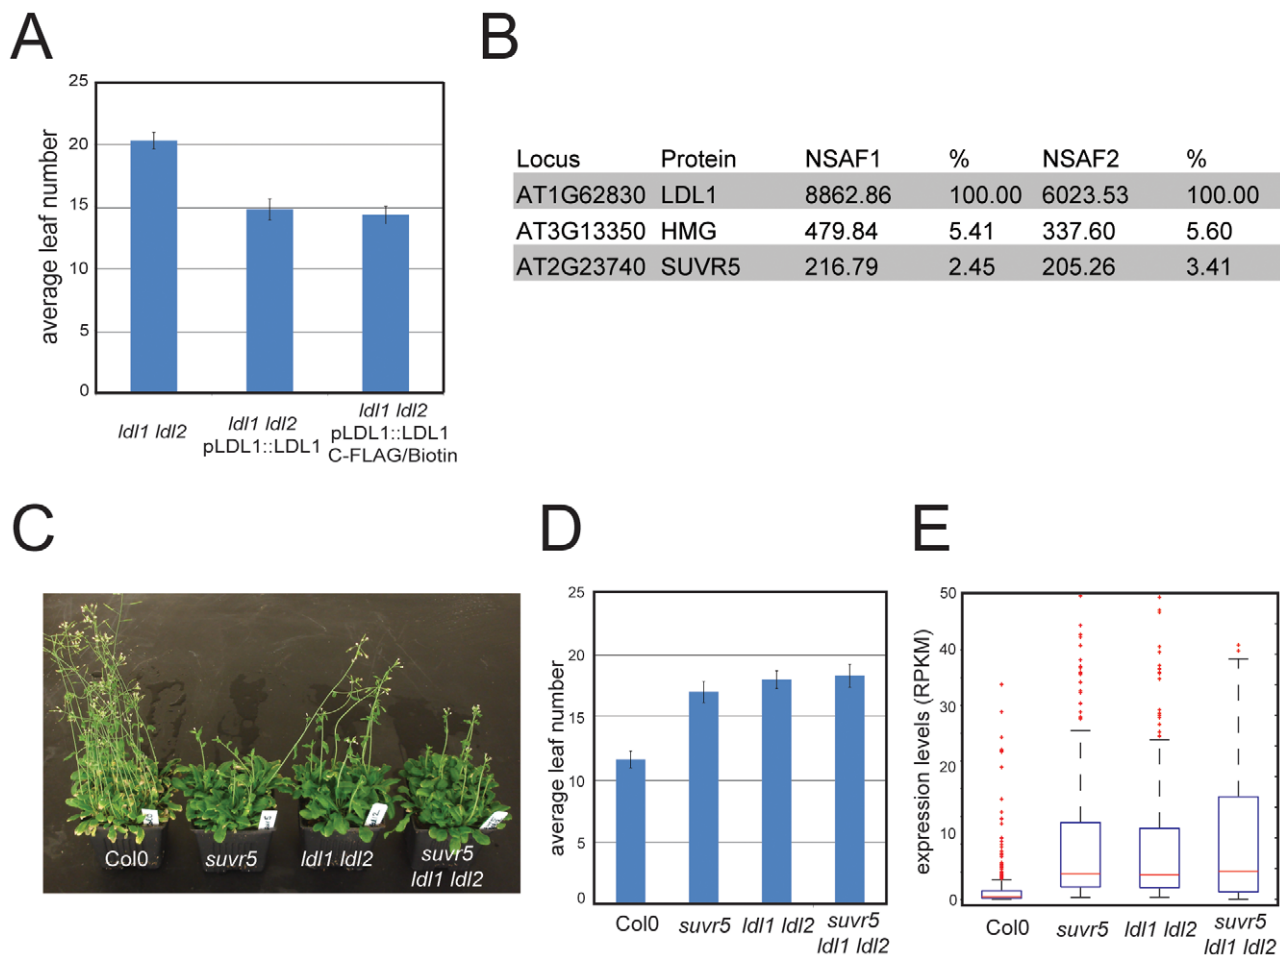 A
25
20
15
10
5
0
average leaf number
ldl1 ldl2
ldl1 ldl2
pLDL1::LDL1
ldl1 ldl2
pLDL1::LDL1
C-FLAG/Biotin
B
Locus Protein NSAF1 % NSAF2 %
AT1G62830 LDL1 8862.86 100.00 6023.53 100.00
AT3G13350 HMG 479.84 5.41 337.60 5.60
AT2G23740 SUVR5 216.79 2.45 205.26 3.41
C
Col0
suvr5
ldl1 ldl2
suvr5
ldl1 ldl2
D
25
20
15
10
5
0
average leaf number
Col0
suvr5
ldl1 ldl2
suvr5
ldl1 ldl2
E
50
40
30
20
10
0
expression levels (RPKM)
Col0
suvr5
ldl1 ldl2
suvr5
ldl1 ldl2